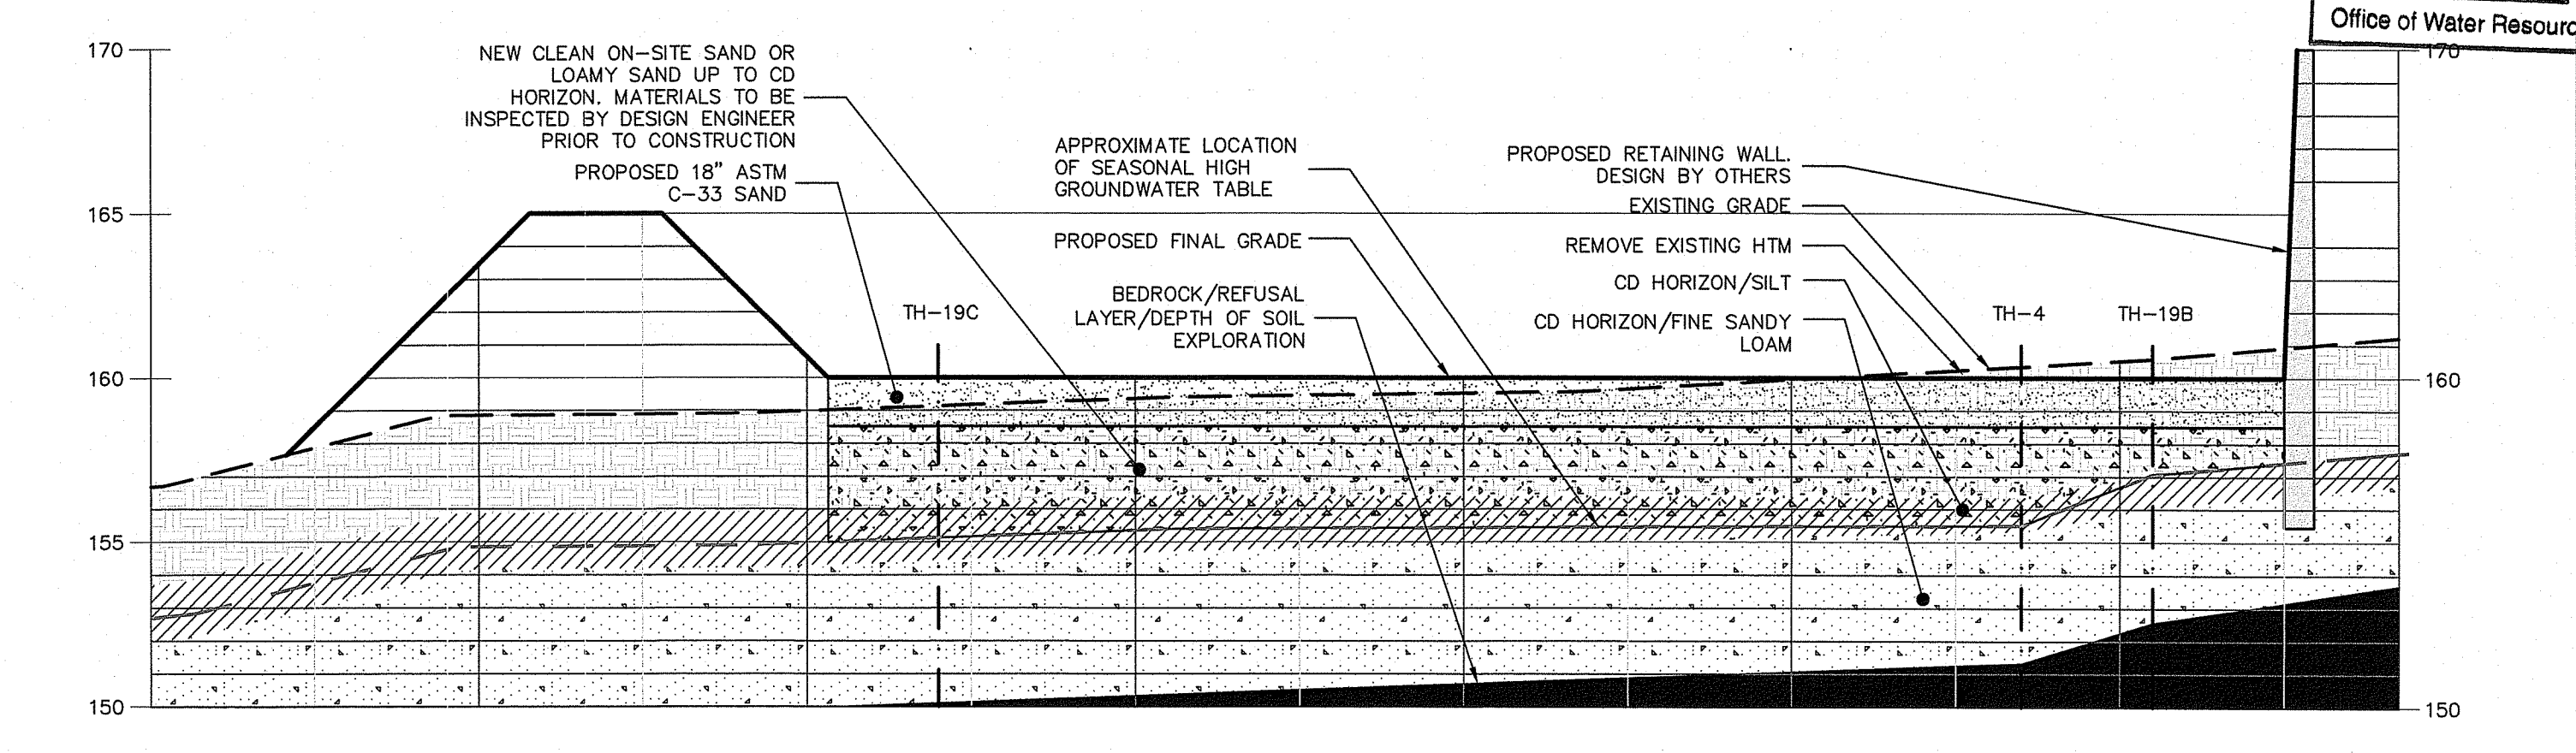 Office of Water Resourc
170
170
NEW CLEAN ON-SITE SAND OR
LOAMY SAND UP TO CD
HORIZON. MATERIALS TO BE
INSPECTED BY DESIGN ENGINEER
PRIOR TO CONSTRUCTION
PROPOSED 18" ASTM
C-33 SAND
APPROXIMATE LOCATION
OF SEASONAL HIGH
GROUNDWATER TABLE
PROPOSED FINAL GRADE
BEDROCK/REFUSAL
LAYER/DEPTH OF SOIL
EXPLORATION
PROPOSED RETAINING WALL.
DESIGN BY OTHERS
EXISTING GRADE
REMOVE EXISTING HTM
CD HORIZON/SILT
CD HORIZON/FINE SANDY
LOAM
165
TH-19C
TH-4
TH-19B
160
160
155
150
150